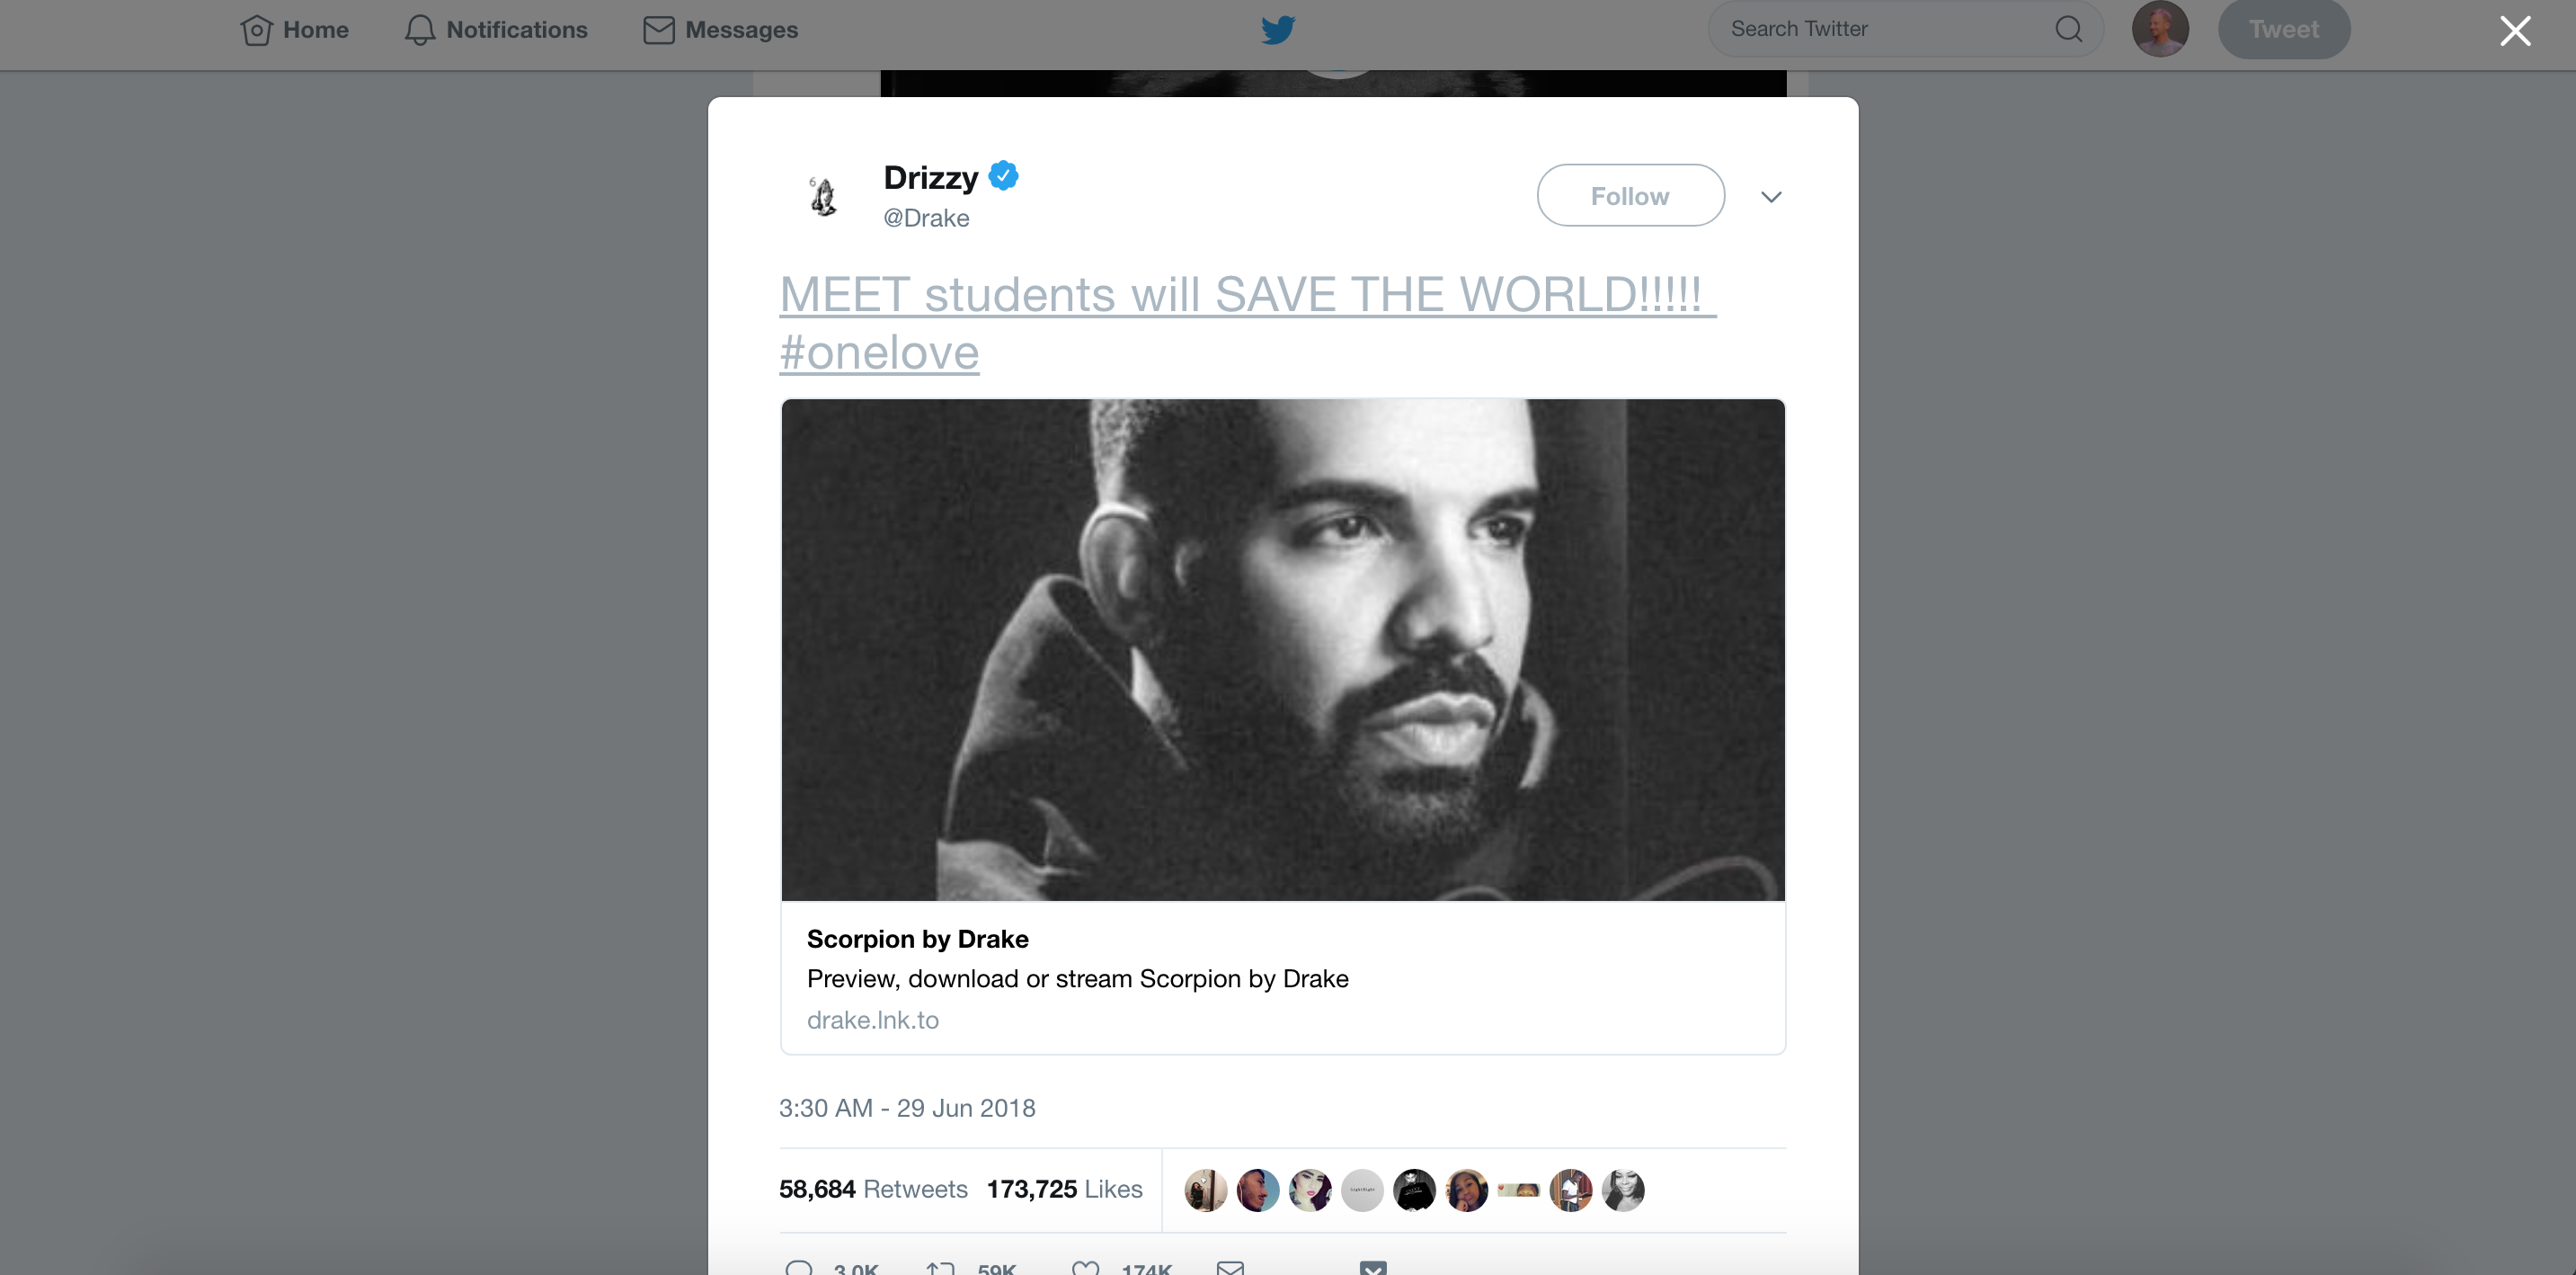 Home Notifications Messages Search Twitter Tweet
Drizzy
@Drake
Follow
MEET students will SAVE THE WORLD!!!!!
#onelove
Scorpion by Drake
Preview, download or stream Scorpion by Drake
drake.lnk.to
3:30 AM - 29 Jun 2018
58,684 Retweets 173,725 Likes
3.0K 59K 174K